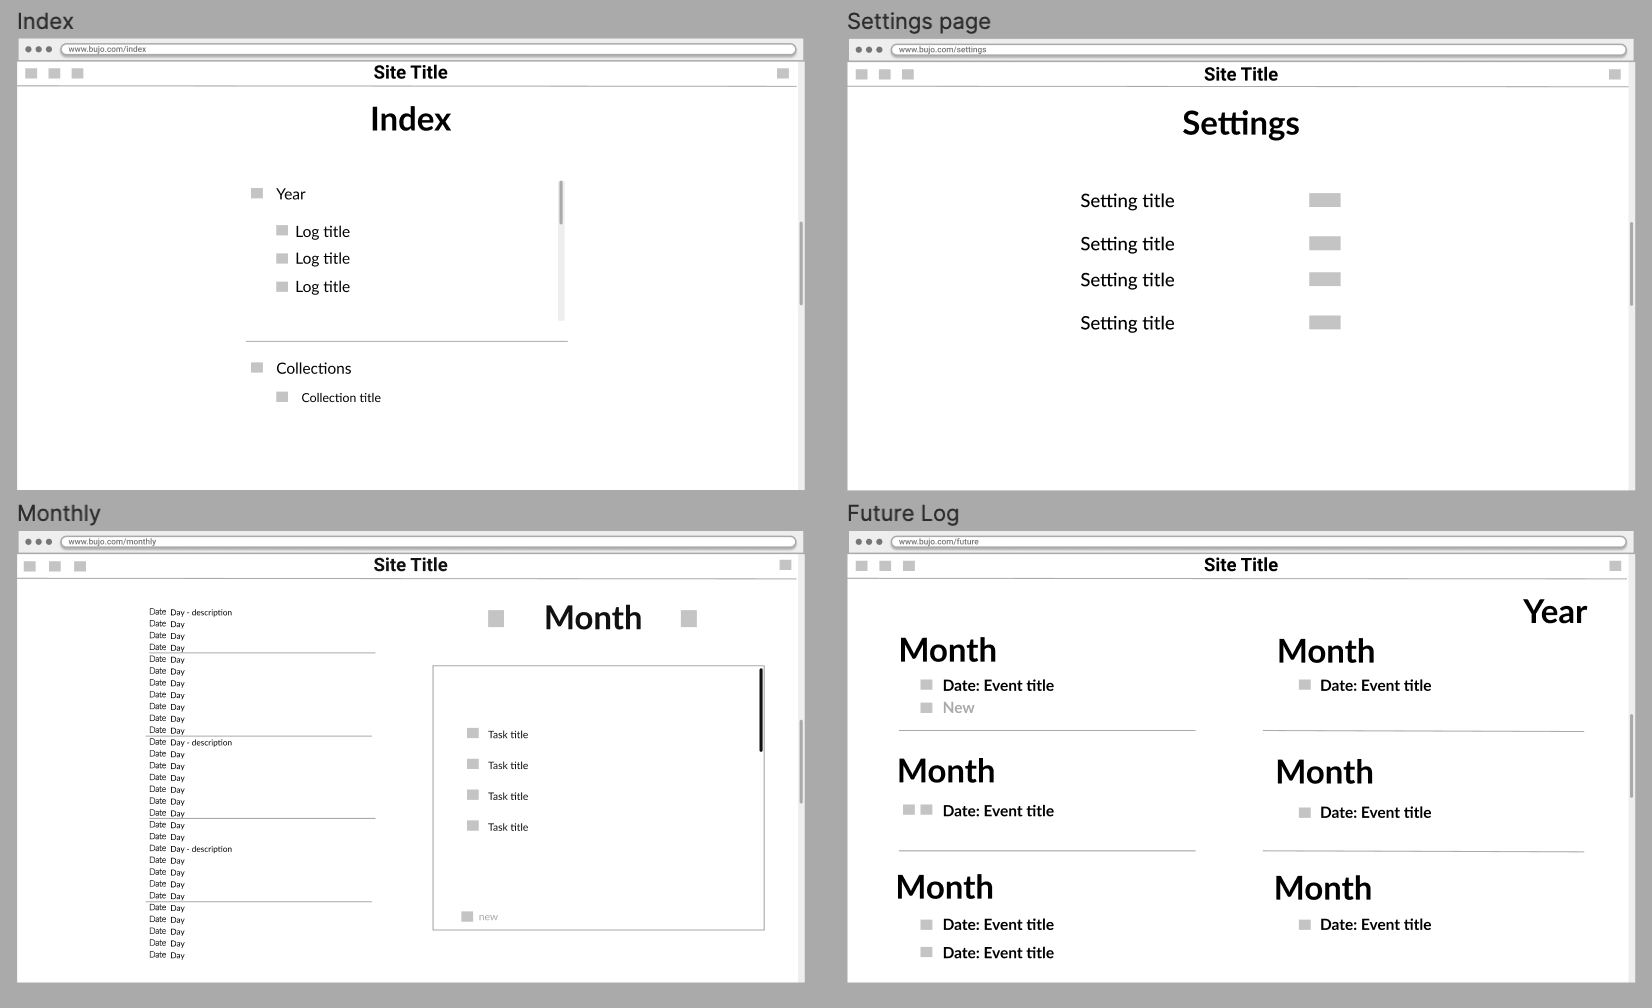 Index
www.bujo.com/index
Site Title
Index
Year
Log title
Log title
Log title
Collections
Collection title
Settings page
www.bujo.com/settings
Site Title
Settings
Setting title
Setting title
Setting title
Setting title
Monthly
www.bujo.com/monthly
Site Title
Date Day - description
Date Day
Date Day
Date Day
Date Day
Date Day
Date Day
Date Day
Date Day
Date Day
Date Day
Date Day - description
Date Day
Date Day
Date Day
Date Day
Date Day
Date Day
Date Day
Date Day
Date Day - description
Date Day
Date Day
Date Day
Date Day
Date Day
Date Day
Date Day
Date Day
Date Day
Month
Task title
Task title
Task title
Task title
new
Future Log
www.bujo.com/future
Site Title
Year
Month
Date: Event title
New
Month
Date: Event title
Month
Date: Event title
Month
Date: Event title
Month
Date: Event title
Date: Event title
Month
Date: Event title